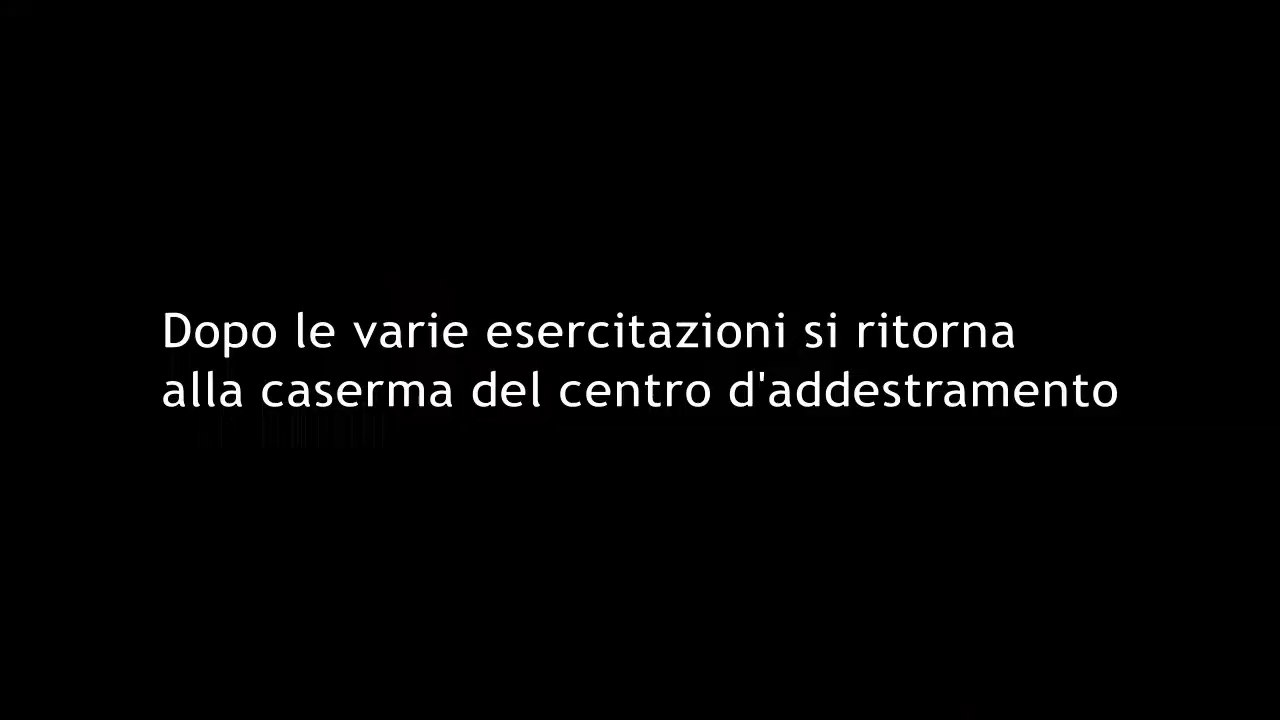 Dopo le varie esercitazioni si ritorna
alla caserma del centro d'addestramento